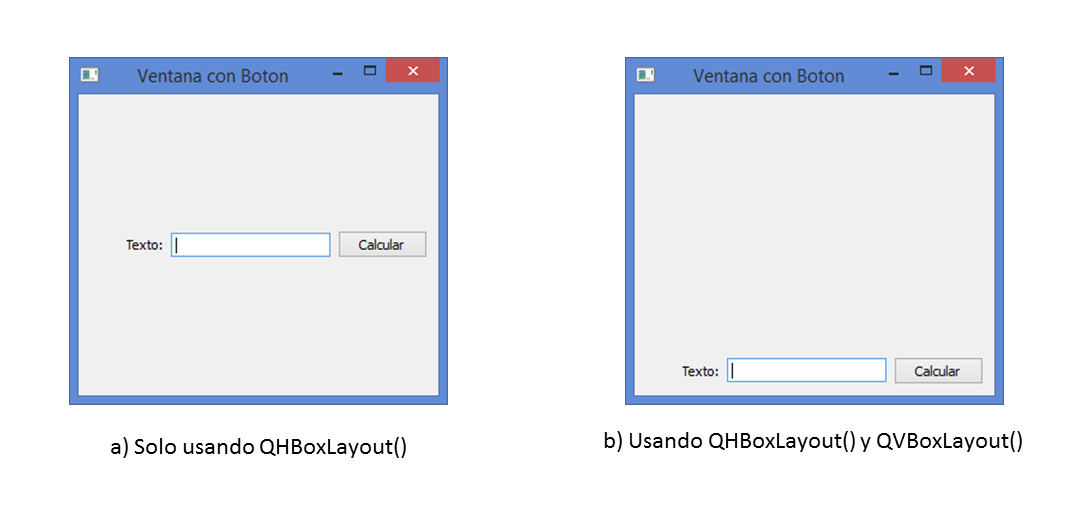 Ventana con Boton
Texto:
Calcular
a) Solo usando QHBoxLayout()
Ventana con Boton
Texto:
Calcular
b) Usando QHBoxLayout() y QVBoxLayout()